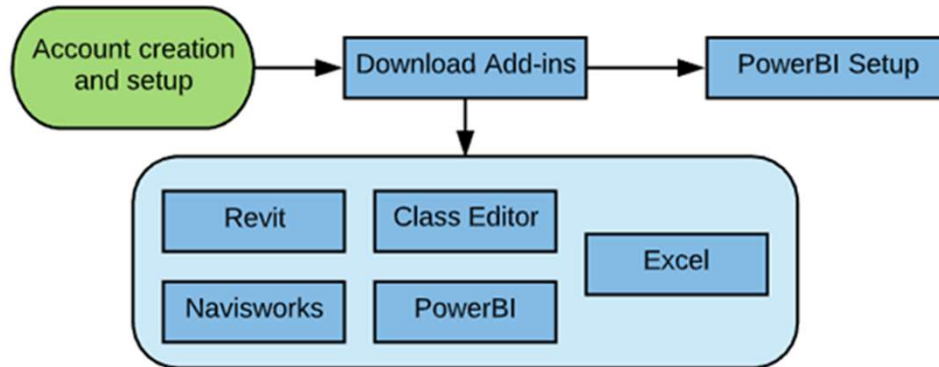 Account creation
and setup
Download Add-ins
PowerBI Setup
Revit
Class Editor
Excel
Navisworks
PowerBI